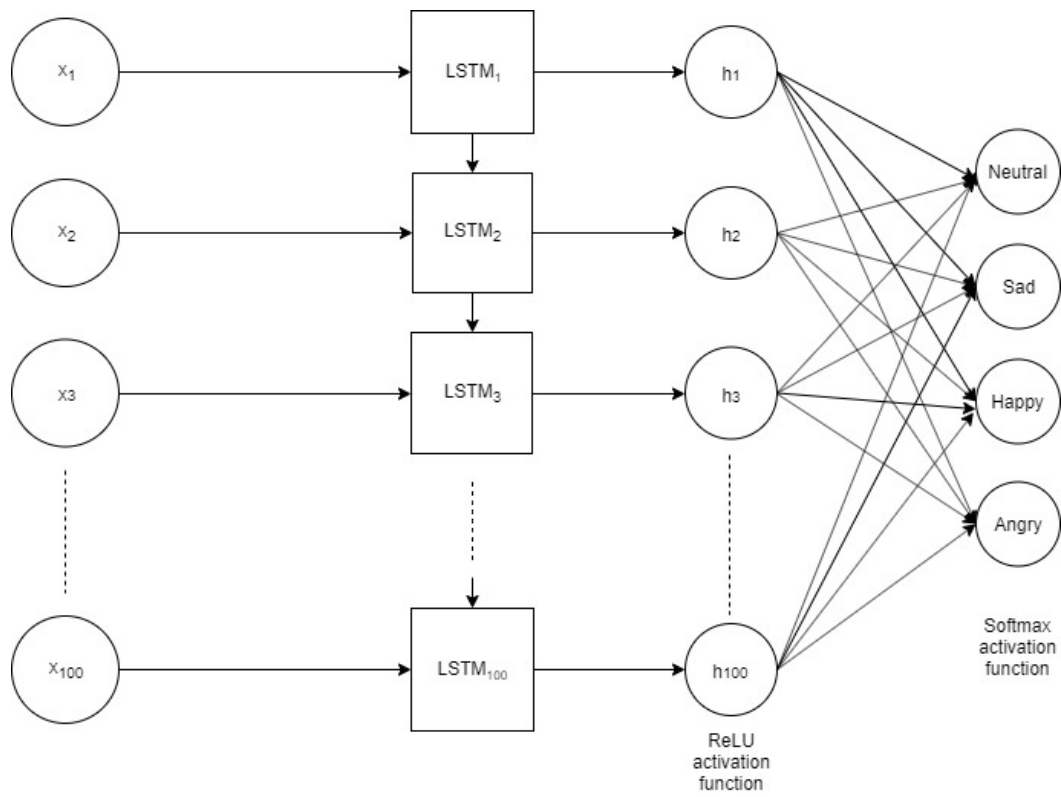 x₁
LSTM₁
h1
Neutral
x₂
LSTM₂
h2
Sad
x3
LSTM₃
h3
Happy
Angry
x₁₀₀
LSTM₁₀₀
h100
Softmax
activation
function
ReLU
activation
function